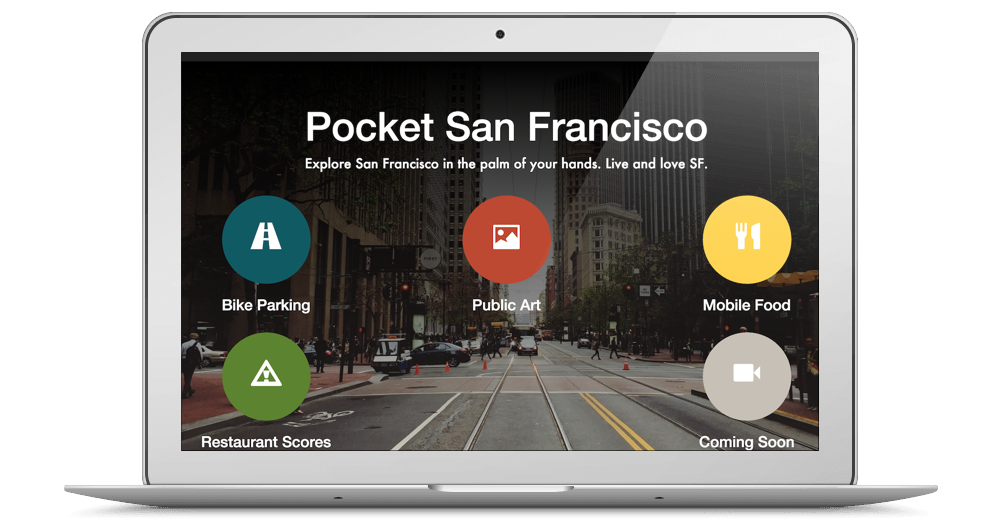 Pocket San Francisco
Explore San Francisco in the palm of your hands. Live and love SF.
Bike Parking
Public Art
Mobile Food
Restaurant Scores
Coming Soon